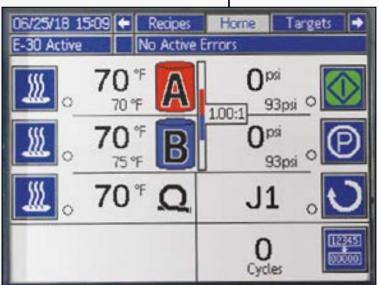 06/25/18 15:09 Recipes Home Targets
E-30 Active No Active Errors
70 °F A 0 psi
70 °F 93psi
1.00:1
70 °F B 0 psi
75 °F 93psi
P
70 °F J1
0 12345
Cycles 00000